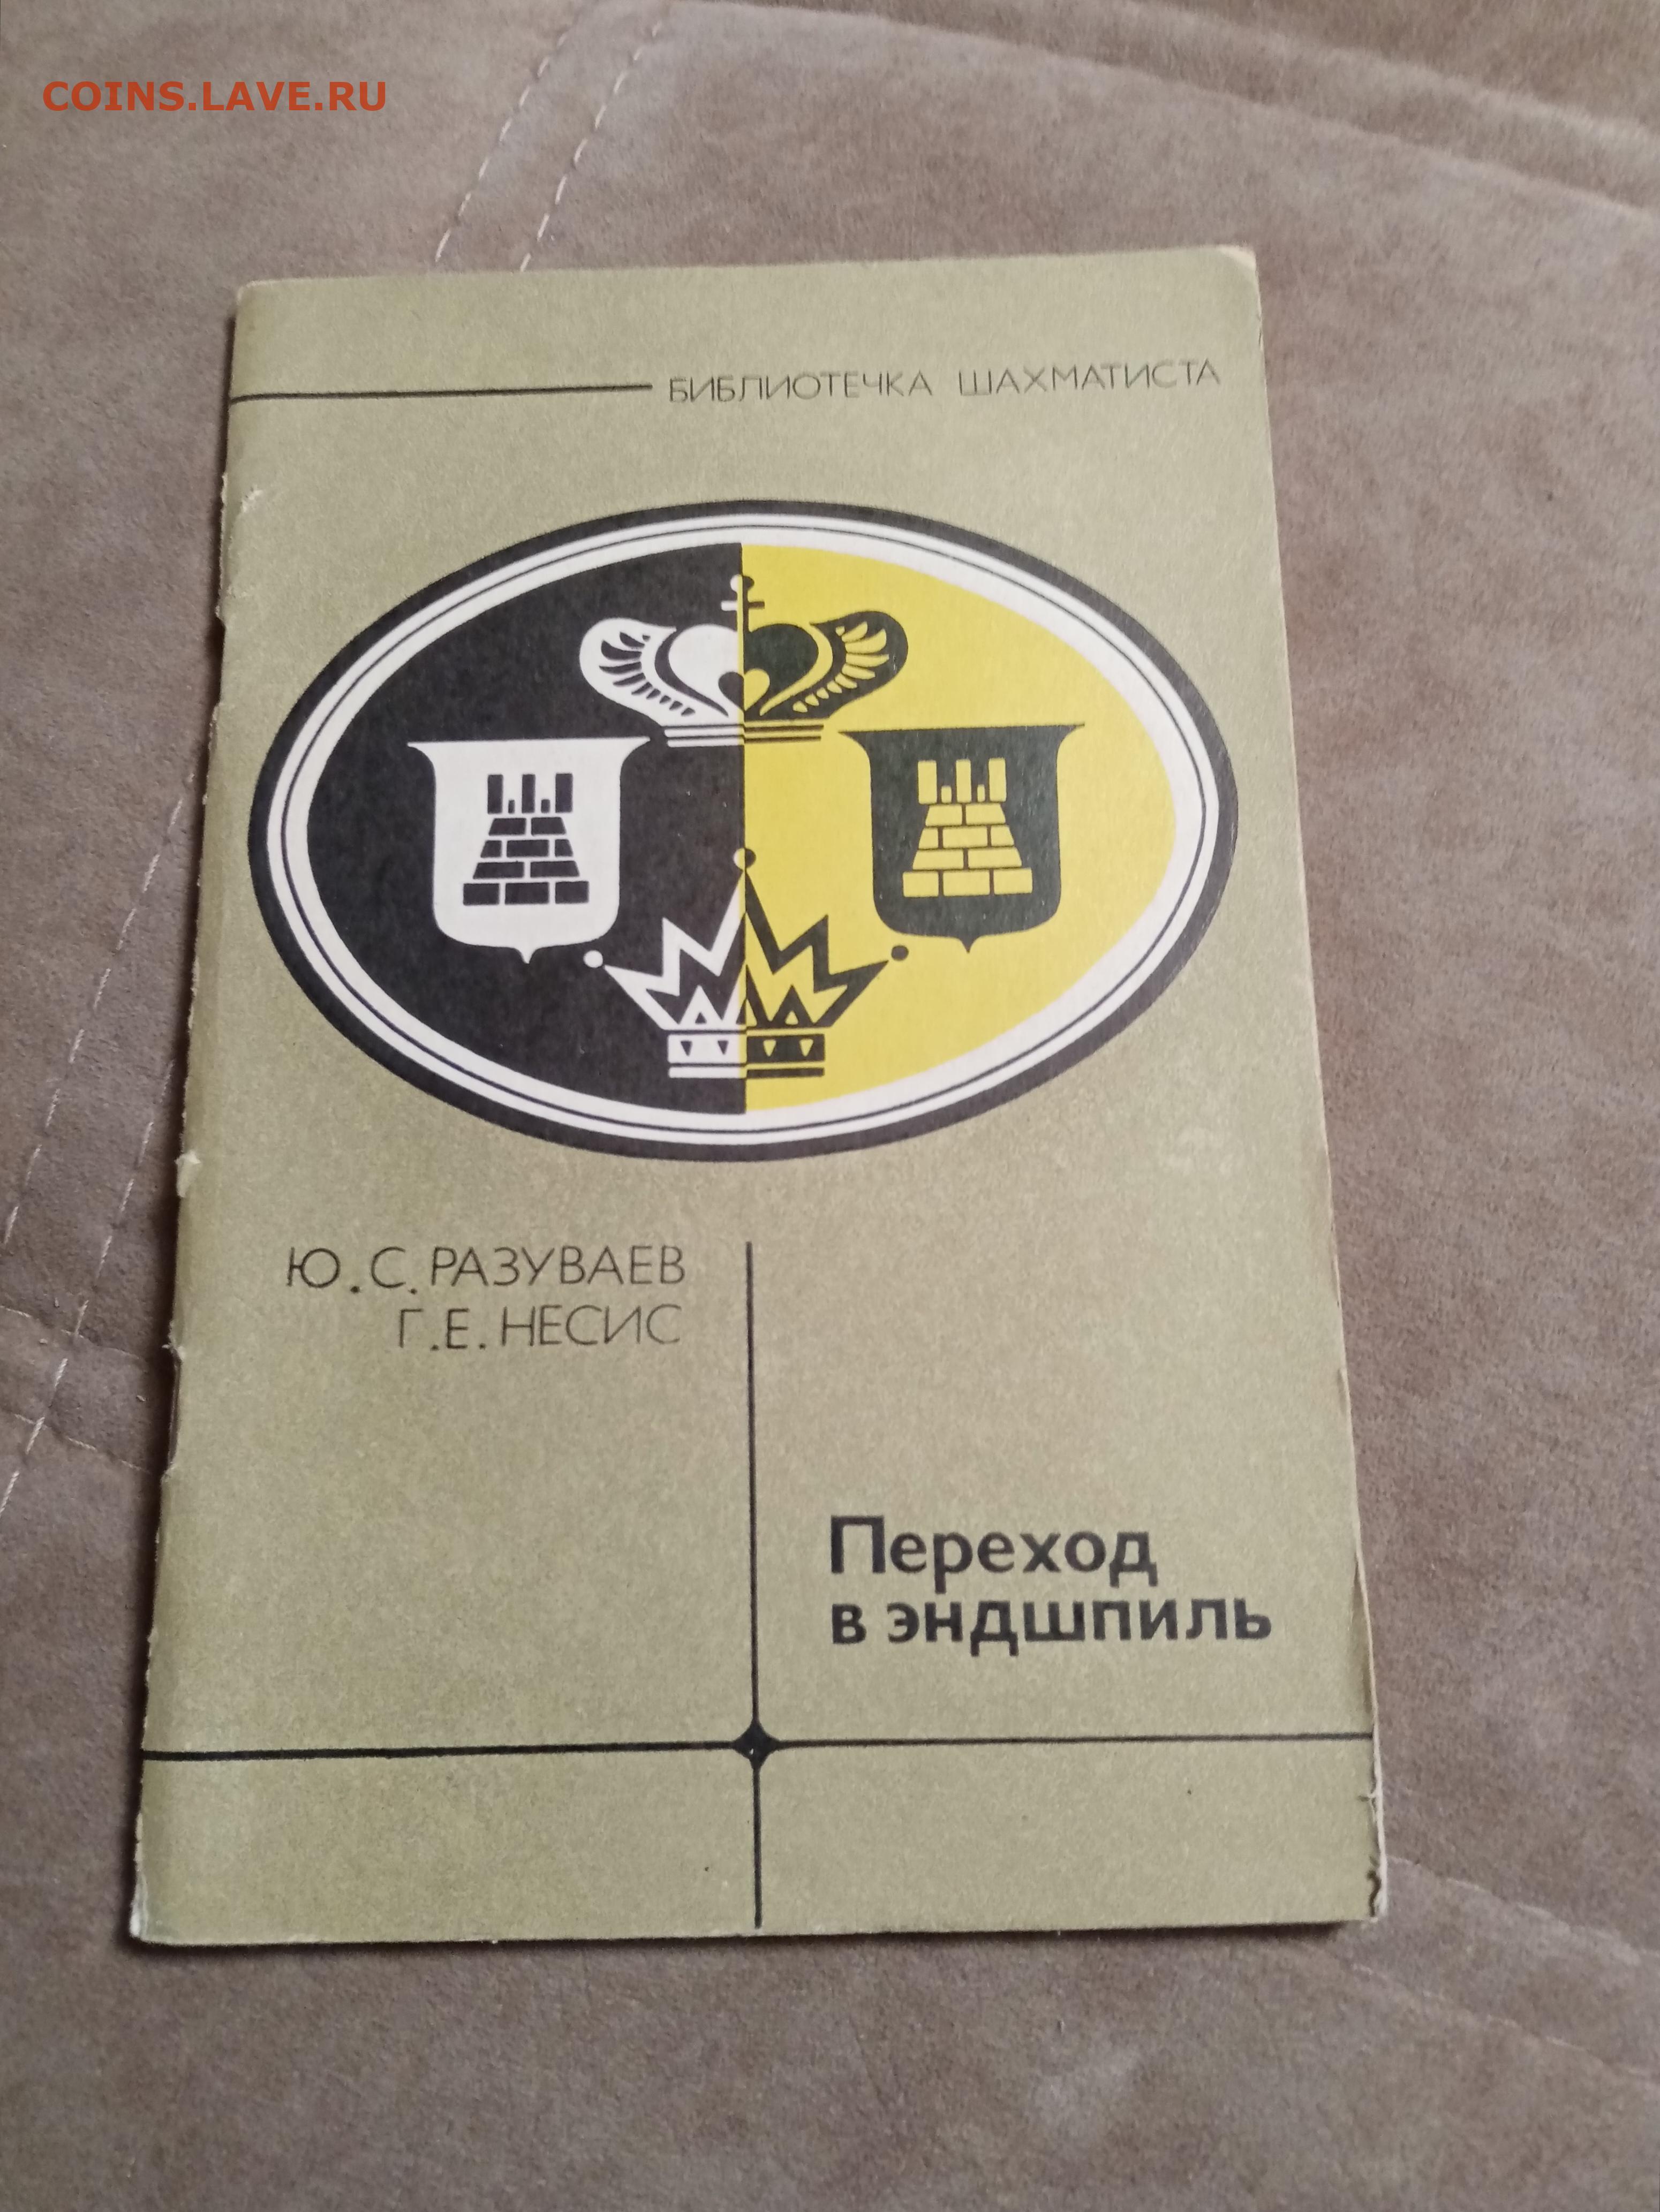 COINS.LAVE.RU
БИБЛИОТЕЧКА ШАХМАТИСТА
Ю.С.РАЗУВАЕВ
Г.Е.НЕСИС
Переход
в эндшпиль